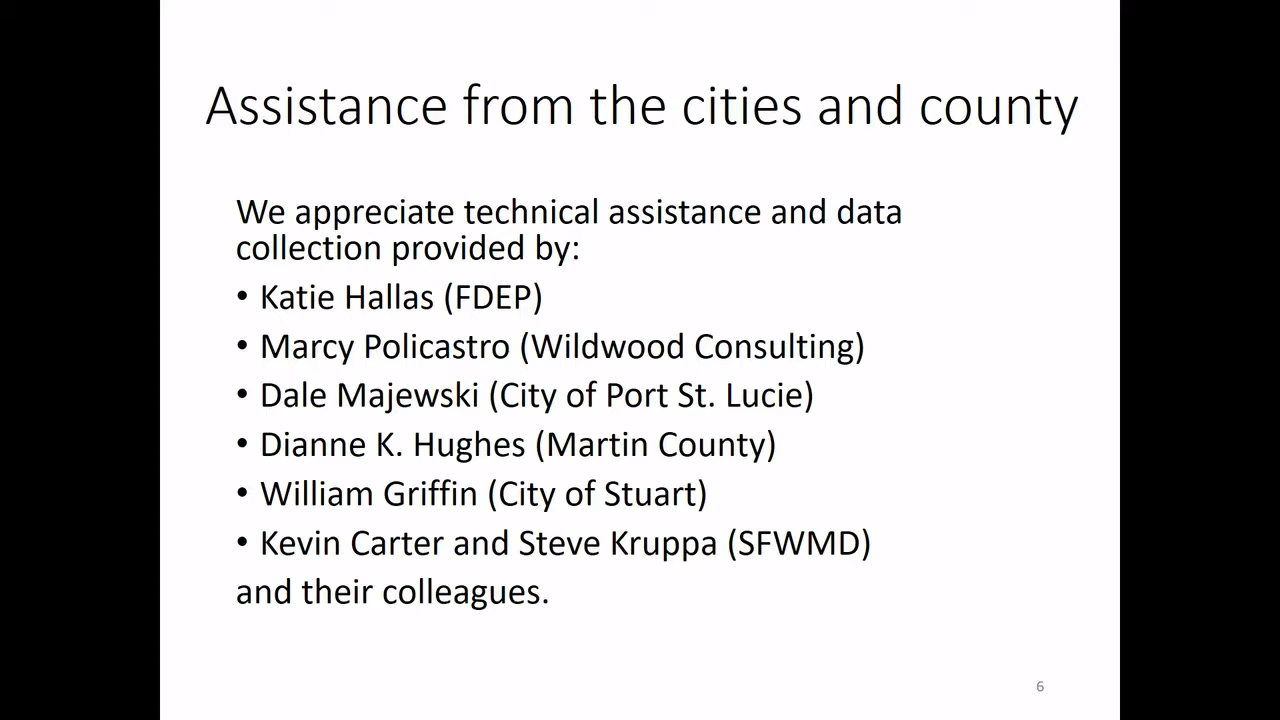 Assistance from the cities and county
We appreciate technical assistance and data
collection provided by:
• Katie Hallas (FDEP)
• Marcy Policastro (Wildwood Consulting)
• Dale Majewski (City of Port St. Lucie)
• Dianne K. Hughes (Martin County)
• William Griffin (City of Stuart)
• Kevin Carter and Steve Kruppa (SFWMD)
and their colleagues.
6